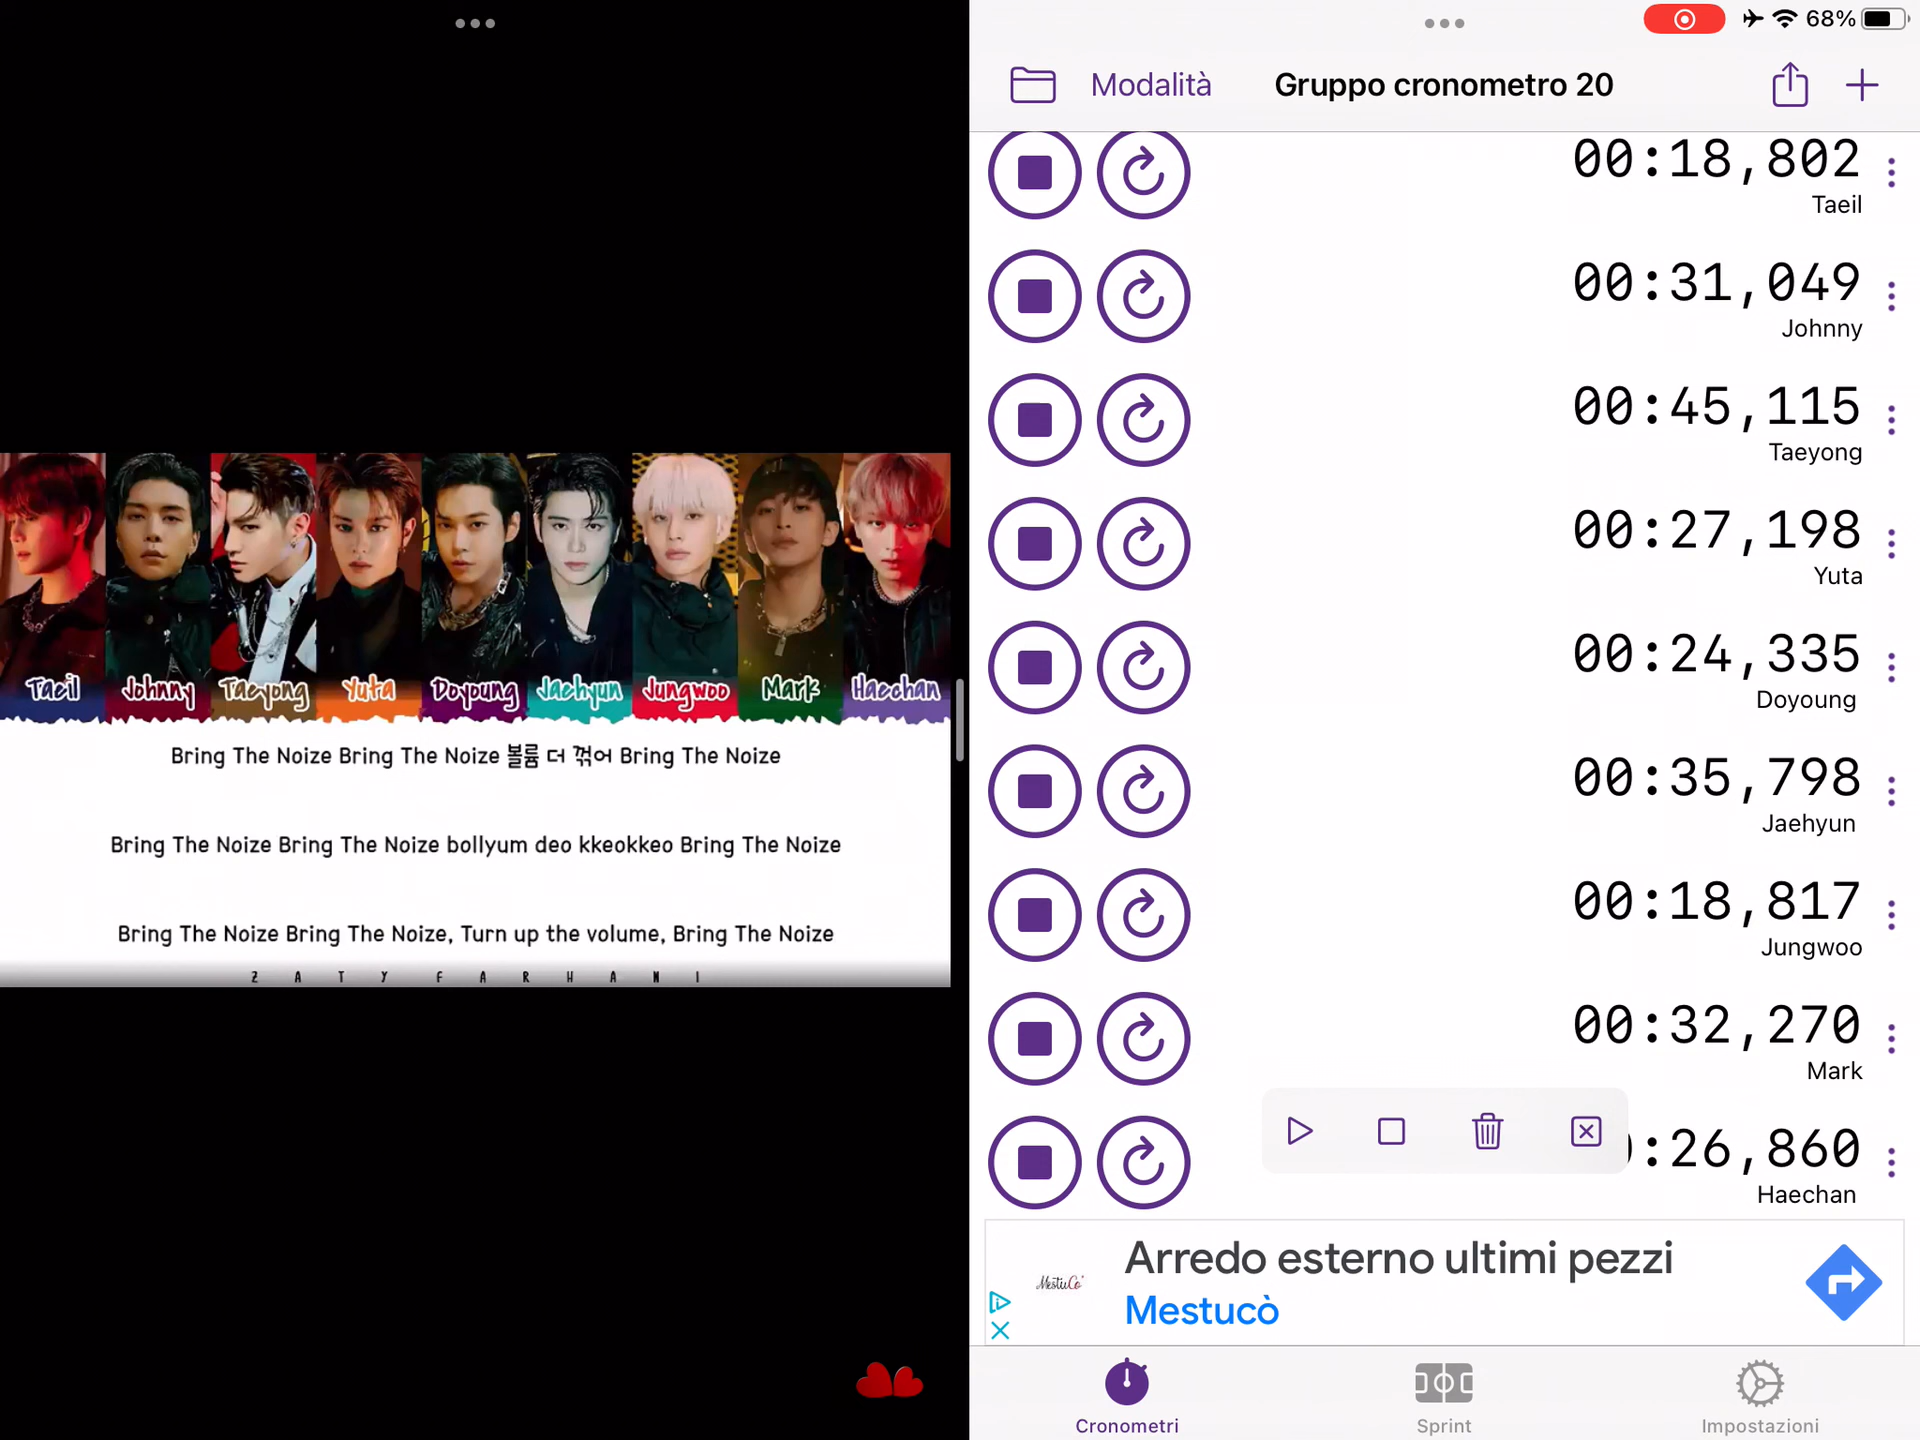 Taeil Johnny Taeyong Yuta Doyoung Jaehyun Jungwoo Mark Haechan
Bring The Noize Bring The Noize 볼륨 더 꺾어 Bring The Noize
Bring The Noize Bring The Noize bollyum deo kkeokkeo Bring The Noize
Bring The Noize Bring The Noize, Turn up the volume, Bring The Noize
ZATY FARHANI
68%
Modalità
Gruppo cronometro 20
00:18,802
Taeil
00:31,049
Johnny
00:45,115
Taeyong
00:27,198
Yuta
00:24,335
Doyoung
00:35,798
Jaehyun
00:18,817
Jungwoo
00:32,270
Mark
:26,860
Haechan
MestuCo'
Arredo esterno ultimi pezzi
Mestucò
Cronometri
Sprint
Impostazioni